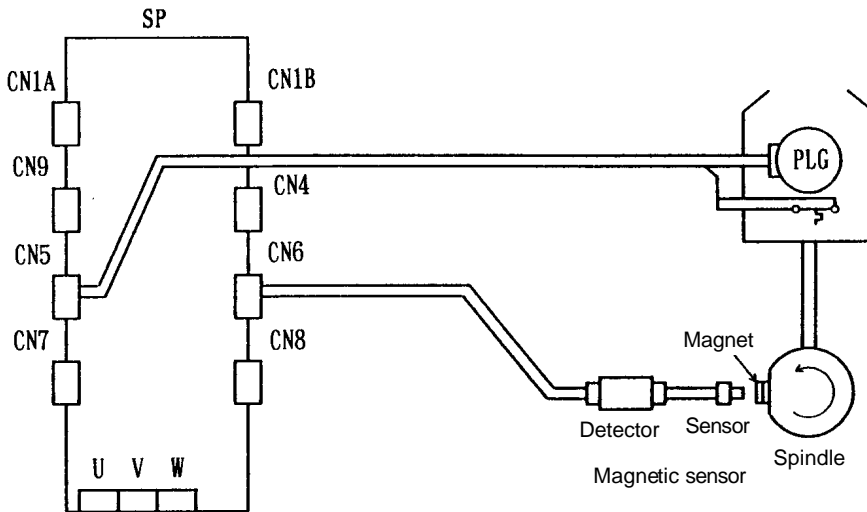 SP
CN1A
CN1B
CN9
PLG
CN4
CN5
CN6
CN7
CN8
Magnet
Detector
Sensor
Spindle
Magnetic sensor
U V W